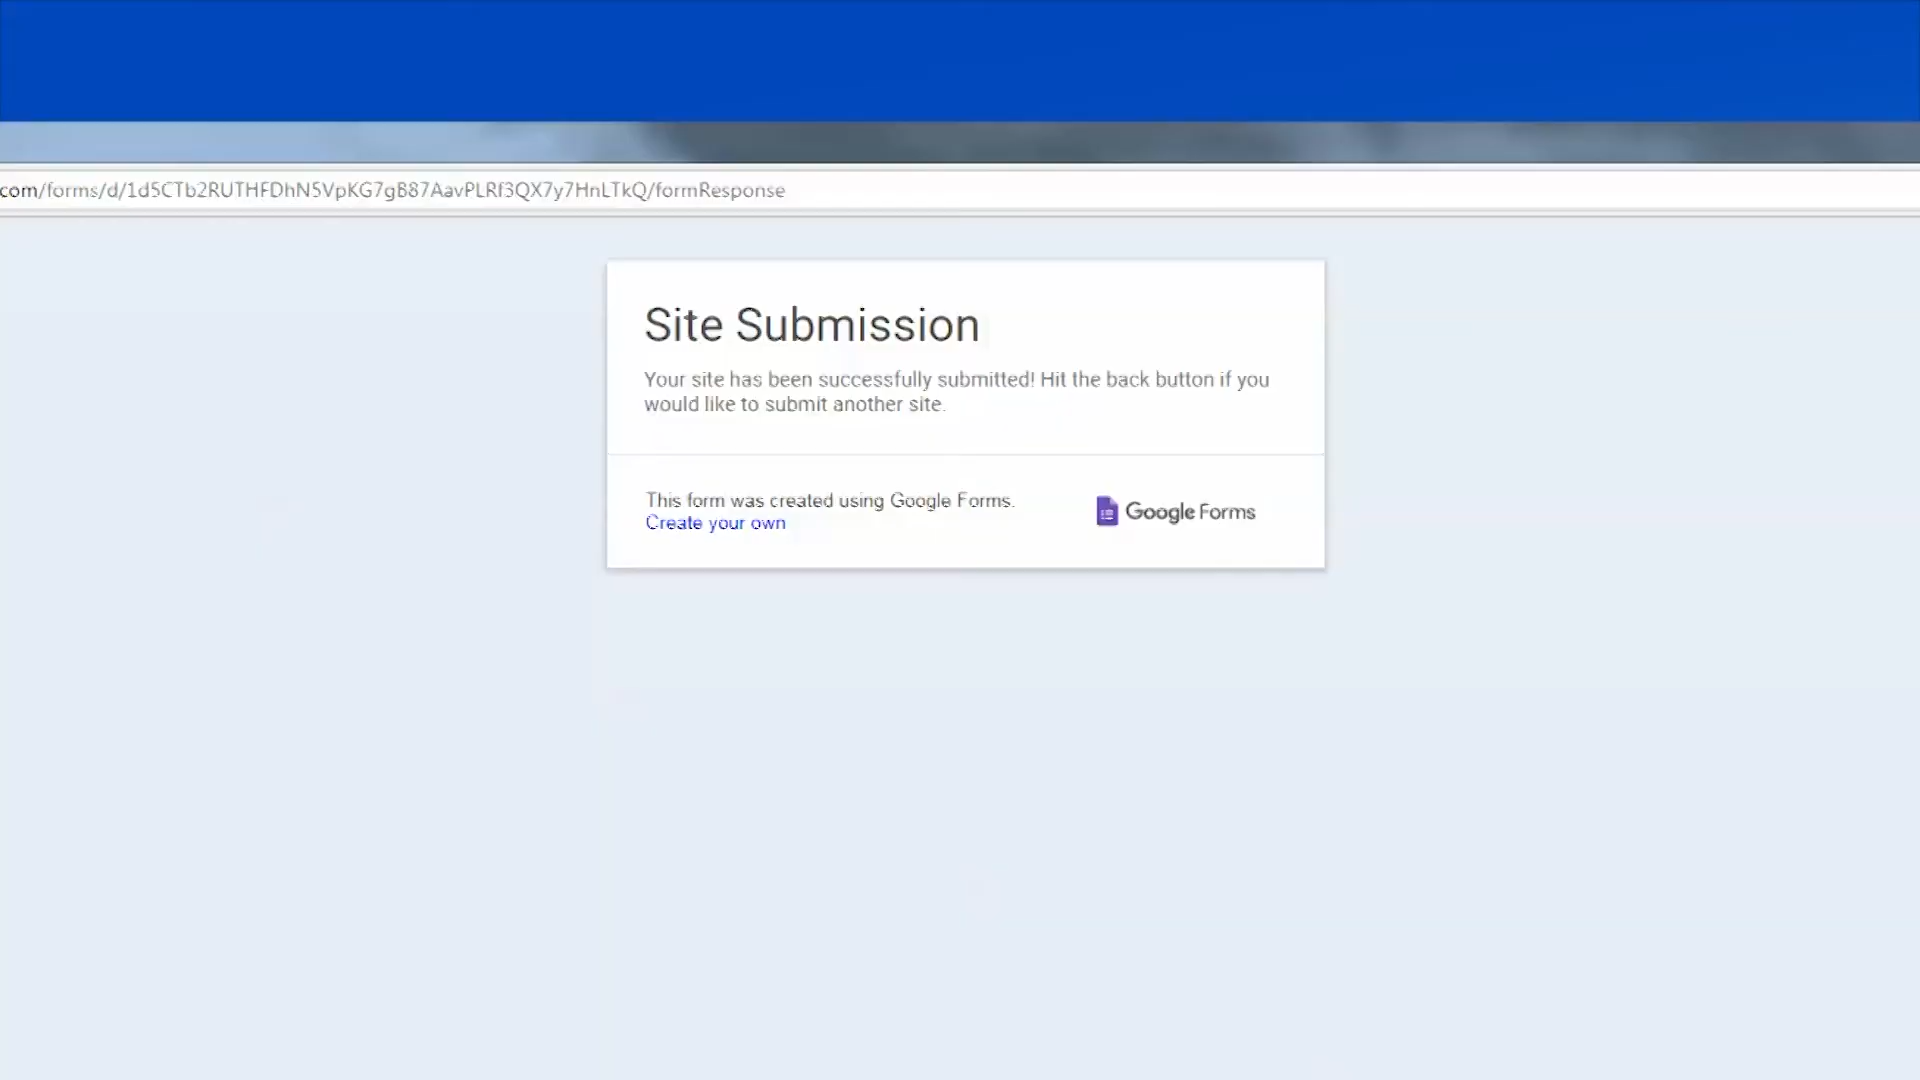 com/forms/d/1d5CTb2RUTHFDhN5VpKG7gB87AavPLRf3QX7y7HnLTkQ/formResponse
Site Submission
Your site has been successfully submitted! Hit the back button if you
would like to submit another site.
This form was created using Google Forms.
Create your own
Google Forms